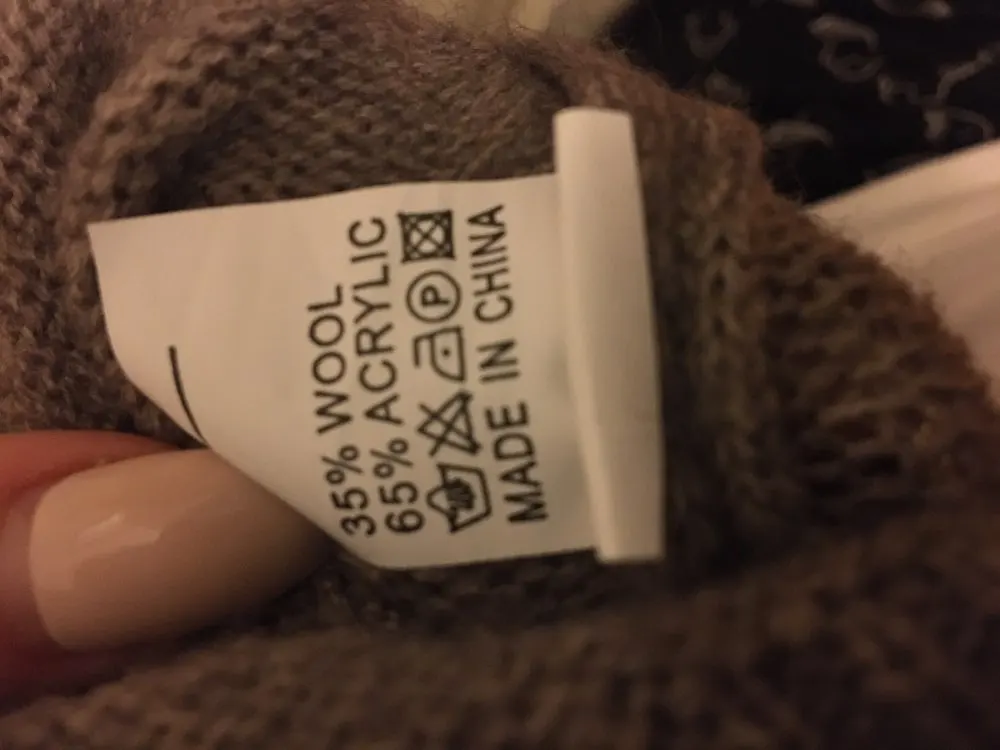 35% WOOL
65% ACRYLIC
P
MADE IN CHINA